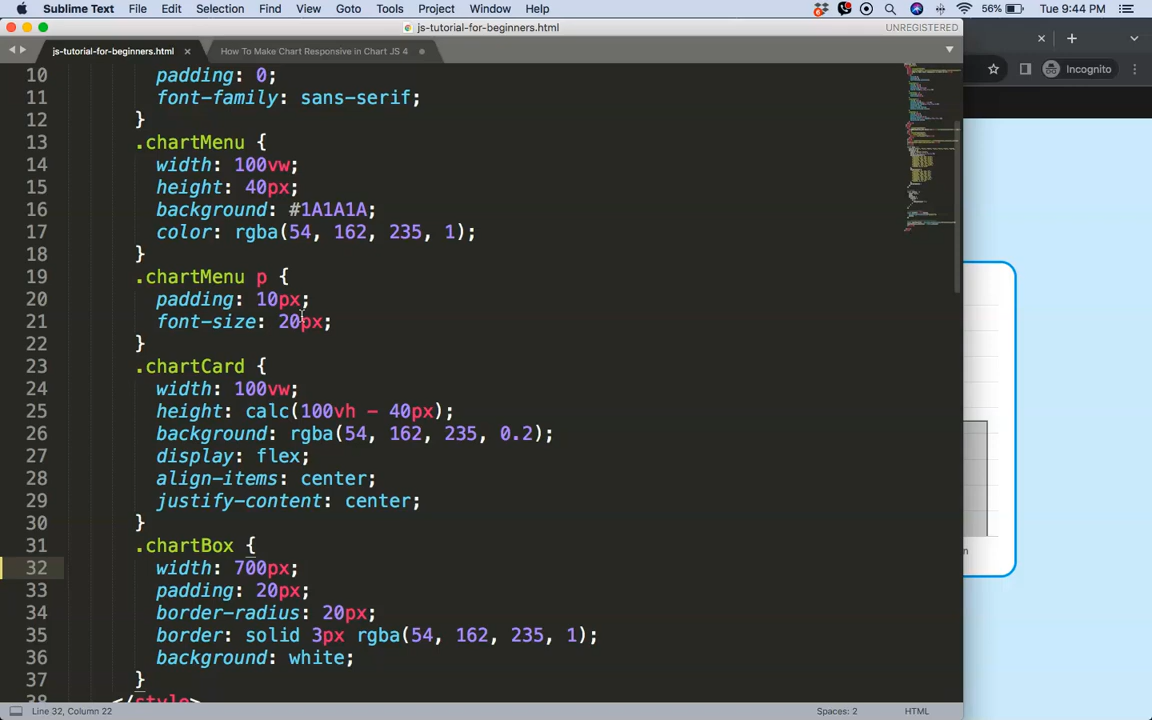 Sublime Text File Edit Selection Find View Goto Tools Project Window Help 56% Tue 9:44 PM
js-tutorial-for-beginners.html UNREGISTERED
js-tutorial-for-beginners.html × How To Make Chart Responsive in Chart JS 4
Incognito
10 padding: 0;
11 font-family: sans-serif;
12 }
13 .chartMenu {
14 width: 100vw;
15 height: 40px;
16 background: #1A1A1A;
17 color: rgba(54, 162, 235, 1);
18 }
19 .chartMenu p {
20 padding: 10px;
21 font-size: 20px;
22 }
23 .chartCard {
24 width: 100vw;
25 height: calc(100vh - 40px);
26 background: rgba(54, 162, 235, 0.2);
27 display: flex;
28 align-items: center;
29 justify-content: center;
30 }
31 .chartBox {
32 width: 700px;
33 padding: 20px;
34 border-radius: 20px;
35 border: solid 3px rgba(54, 162, 235, 1);
36 background: white;
37 }
38 </style>
n
Line 32, Column 22 Spaces: 2 HTML